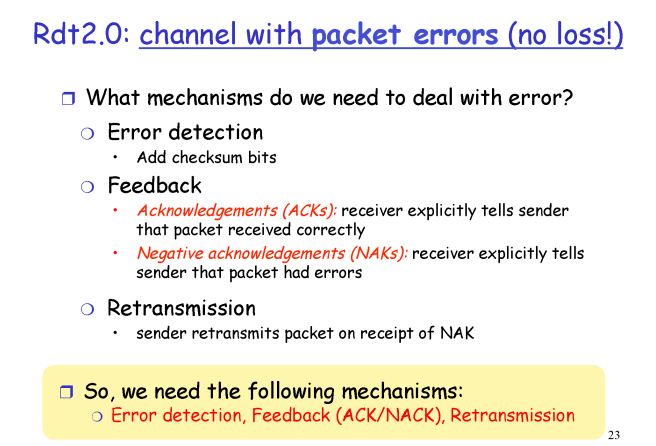 Rdt2.0: channel with packet errors (no loss!)
What mechanisms do we need to deal with error?
Error detection
Add checksum bits
Feedback
Acknowledgements (ACKs): receiver explicitly tells sender
that packet received correctly
Negative acknowledgements (NAKs): receiver explicitly tells
sender that packet had errors
Retransmission
sender retransmits packet on receipt of NAK
So, we need the following mechanisms:
Error detection, Feedback (ACK/NACK), Retransmission
23